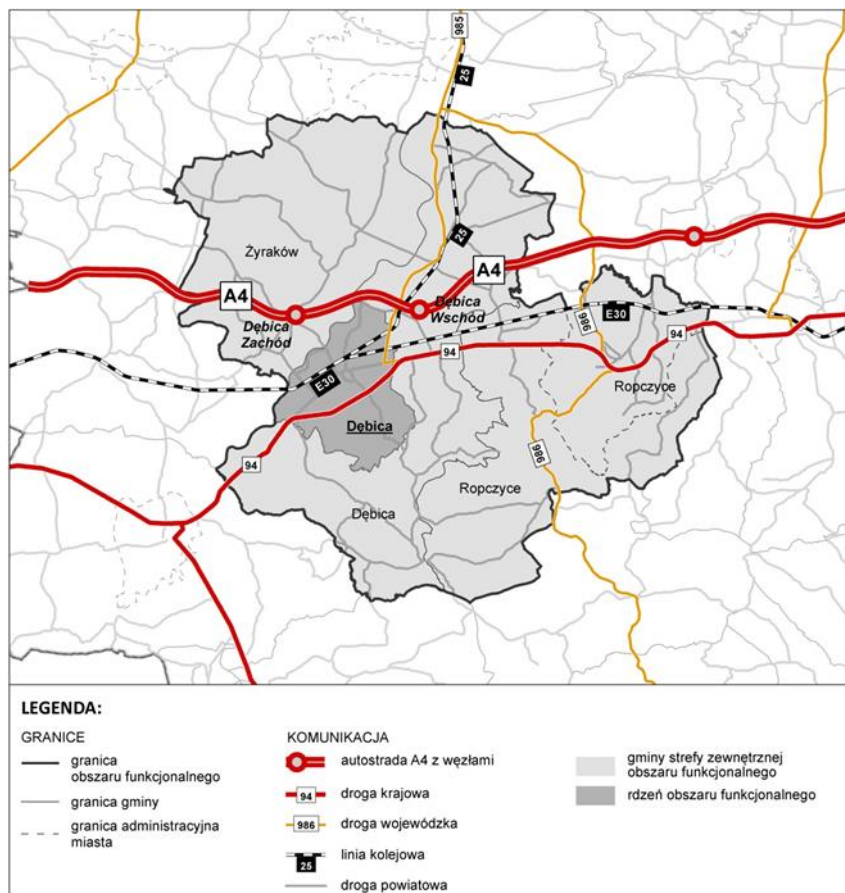 985
25
25
Żyraków
A4
A4
Dębica
Zachód
Dębica
Wschód
986
E30
94
94
E30
Ropczyce
Dębica
94
986
Ropczyce
Dębica
LEGENDA:
GRANICE
granica
obszaru funkcjonalnego
granica gminy
granica administracyjna
miasta
KOMUNIKACJA
autostrada A4 z węzłami
94
droga krajowa
986
droga wojewódzka
linia kolejowa
25
droga powiatowa
gminy strefy zewnętrznej
obszaru funkcjonalnego
rdzeń obszaru funkcjonalnego